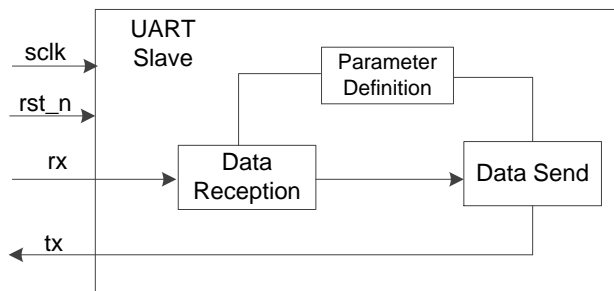 UART
Slave
sclk
rst_n
rx
tx
Parameter
Definition
Data
Reception
Data Send